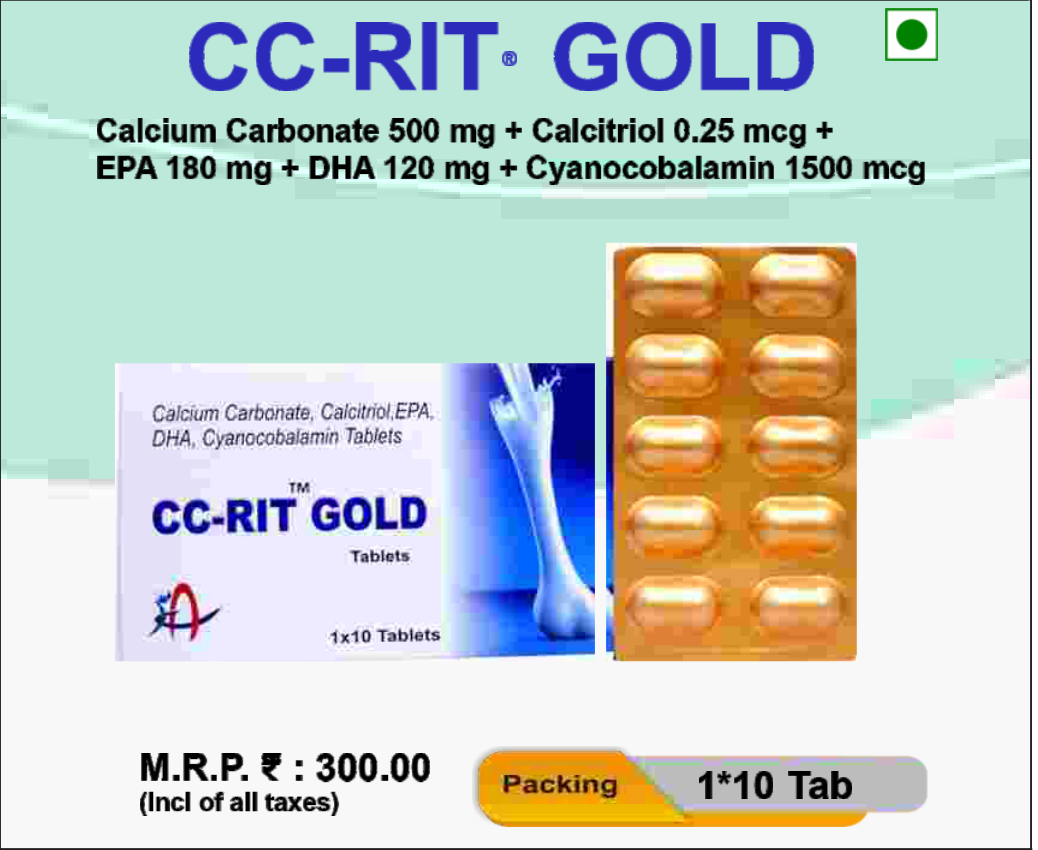 CC-RIT® GOLD
Calcium Carbonate 500 mg + Calcitriol 0.25 mcg +
EPA 180 mg + DHA 120 mg + Cyanocobalamin 1500 mcg
Calcium Carbonate, Calcitriol,EPA,
DHA, Cyanocobalamin Tablets
CC-RIT™ GOLD
Tablets
1x10 Tablets
M.R.P. ₹ : 300.00
(Incl of all taxes)
Packing 1*10 Tab